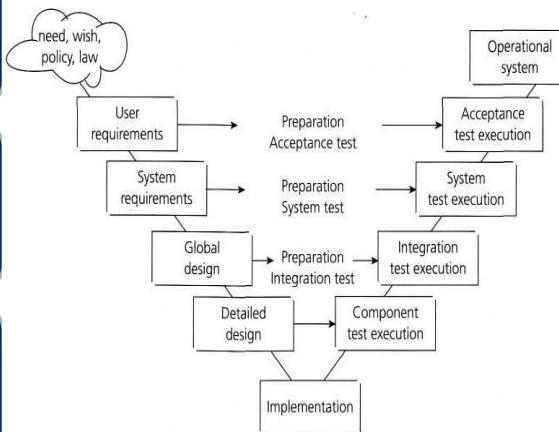 need, wish,
policy, law
Operational
system
User
requirements
Preparation
Acceptance test
Acceptance
test execution
System
requirements
Preparation
System test
System
test execution
Global
design
Preparation
Integration test
Integration
test execution
Detailed
design
Component
test execution
Implementation